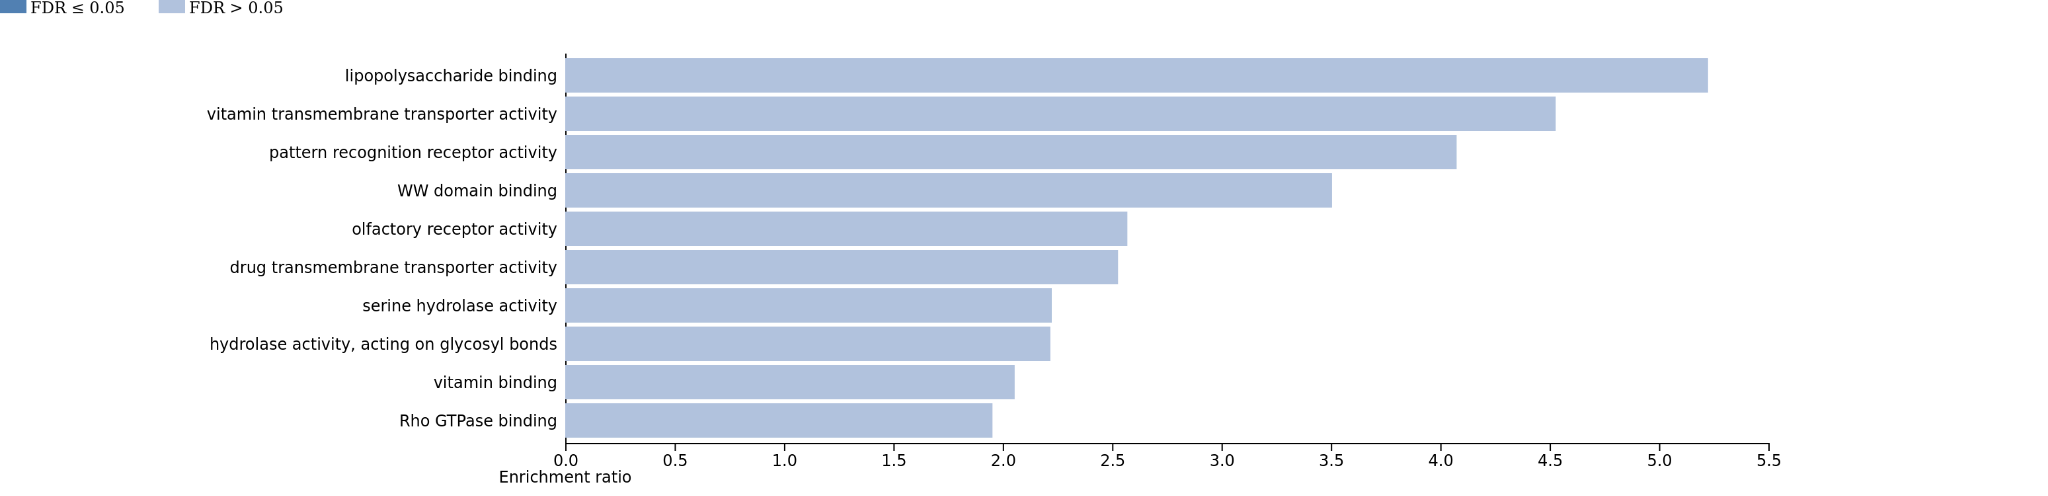 FDR ≤ 0.05 FDR > 0.05
lipopolysaccharide binding
vitamin transmembrane transporter activity
pattern recognition receptor activity
WW domain binding
olfactory receptor activity
drug transmembrane transporter activity
serine hydrolase activity
hydrolase activity, acting on glycosyl bonds
vitamin binding
Rho GTPase binding
0.0 0.5 1.0 1.5 2.0 2.5 3.0 3.5 4.0 4.5 5.0 5.5
Enrichment ratio